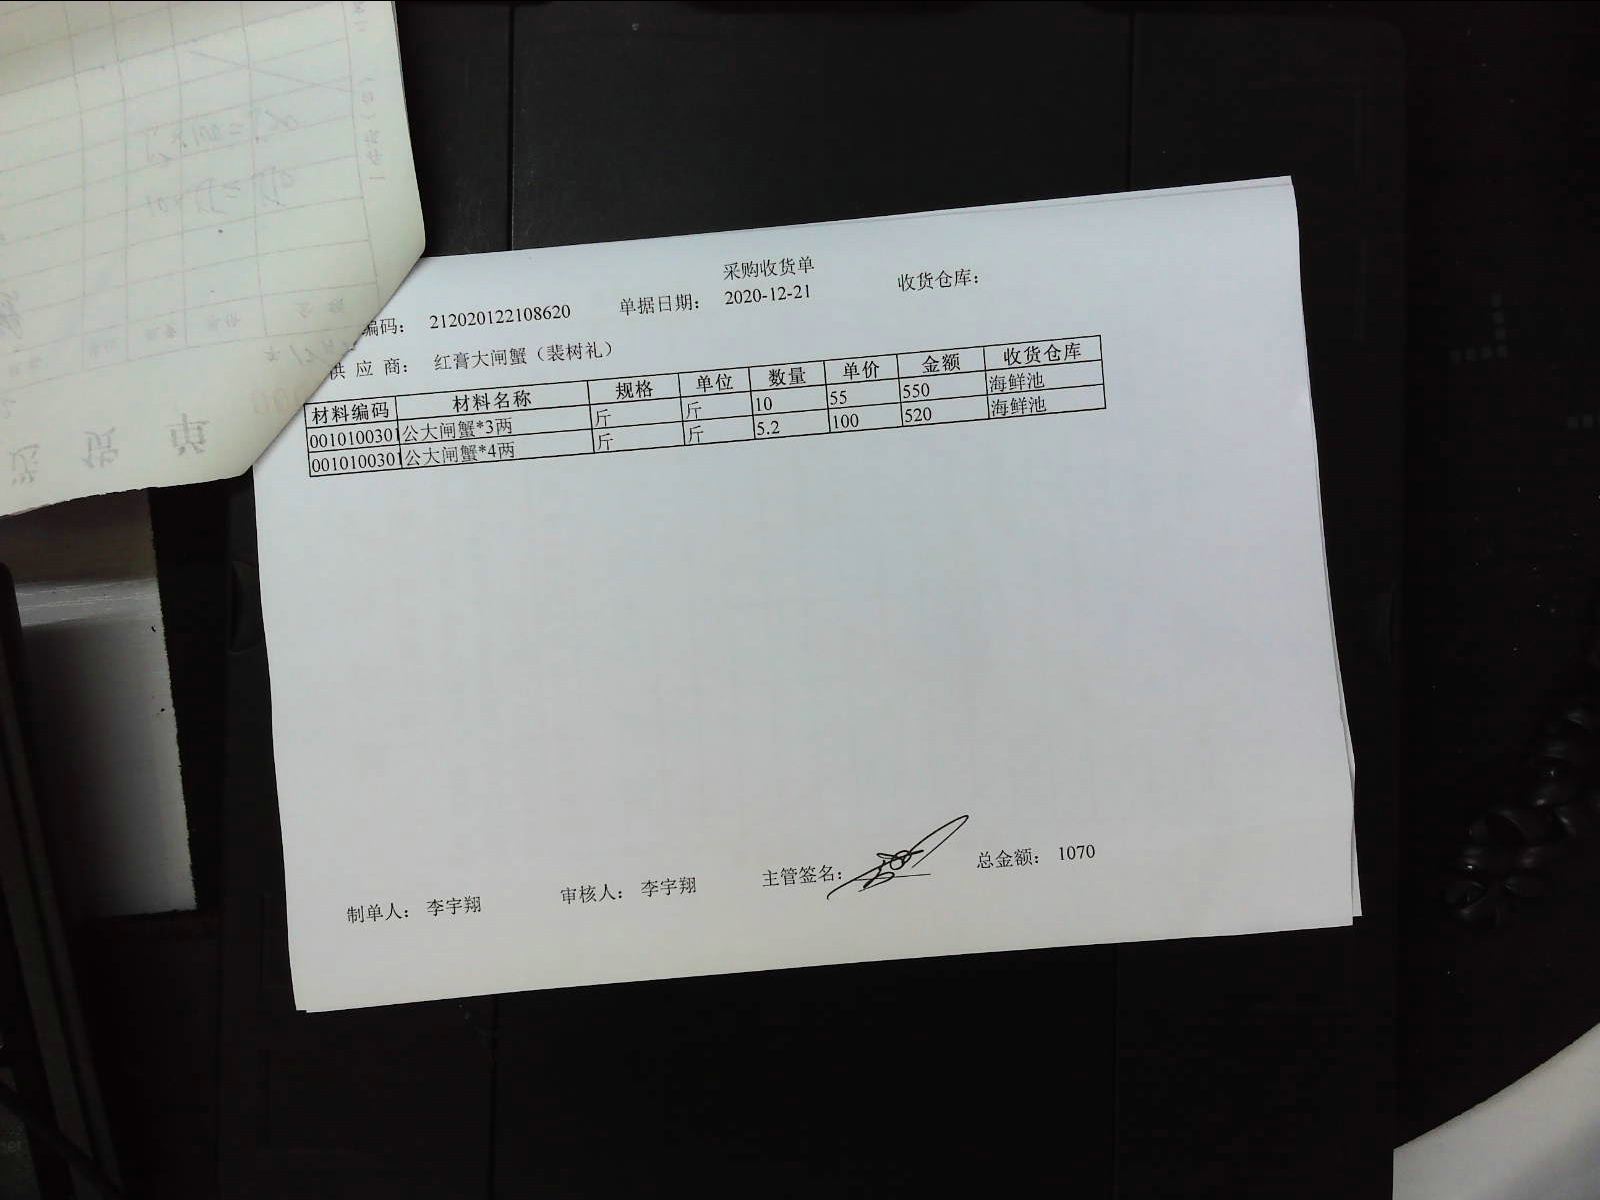 采购收货单
编码： 212020122108620 单据日期： 2020-12-21 收货仓库：
供 应 商： 红膏大闸蟹（裴树礼）
材料编码 材料名称 规格 单位 数量 单价 金额 收货仓库
0010100301 公大闸蟹*3两 斤 斤 10 55 550 海鲜池
0010100301 公大闸蟹*4两 斤 斤 5.2 100 520 海鲜池
制单人： 李宇翔 审核人： 李宇翔 主管签名： 总金额： 1070
送 货 单